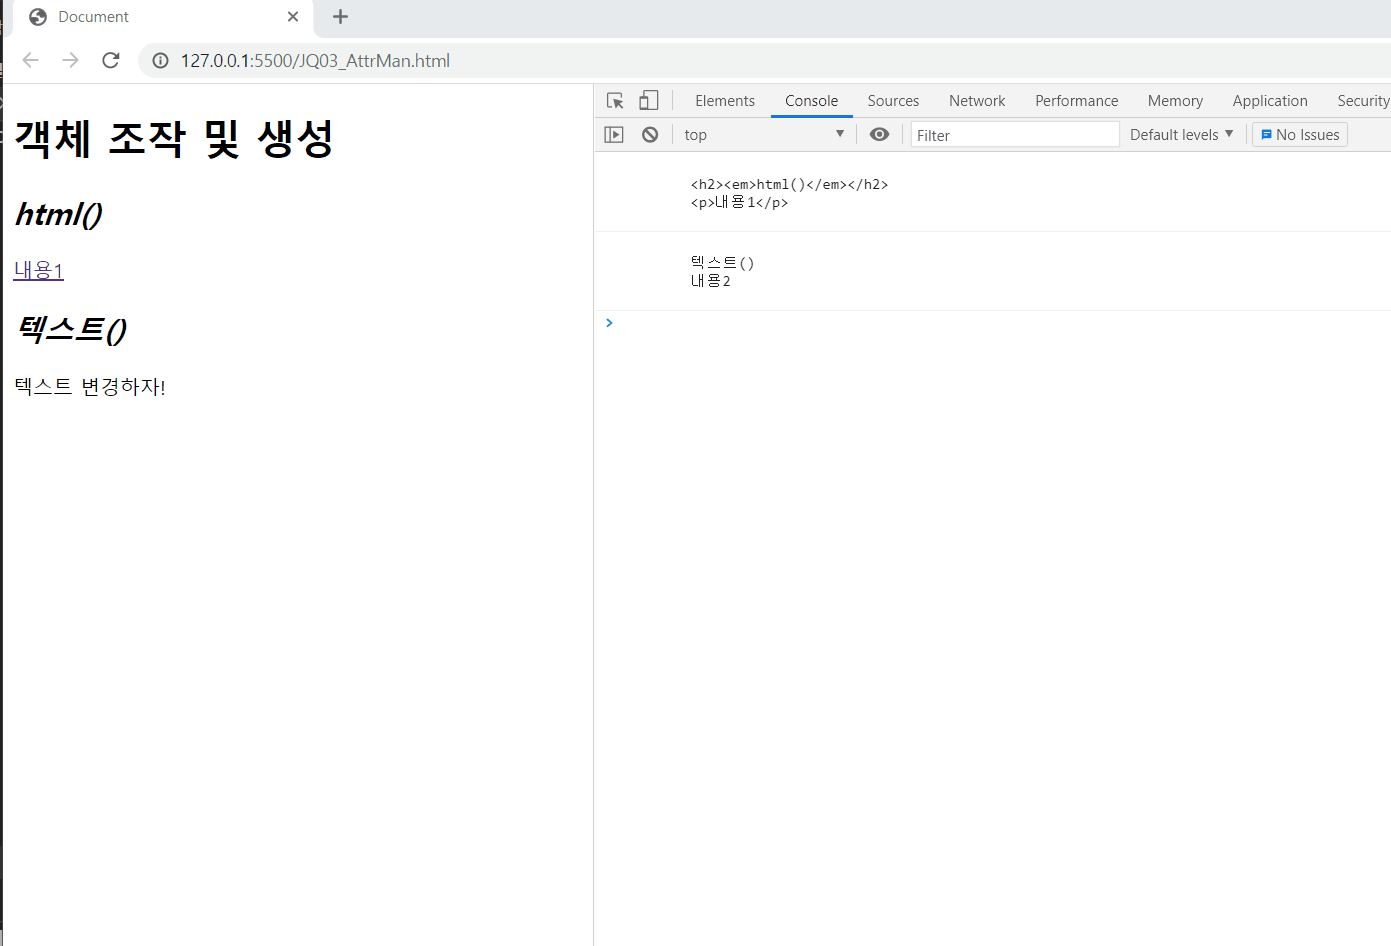 Document
127.0.0.1:5500/JQ03_AttrMan.html
객체 조작 및 생성
html()
내용1
텍스트()
텍스트 변경하자!
Elements Console Sources Network Performance Memory Application Security
top Filter Default levels No Issues
<h2><em>html()</em></h2>
<p>내용1</p>
텍스트()
내용2